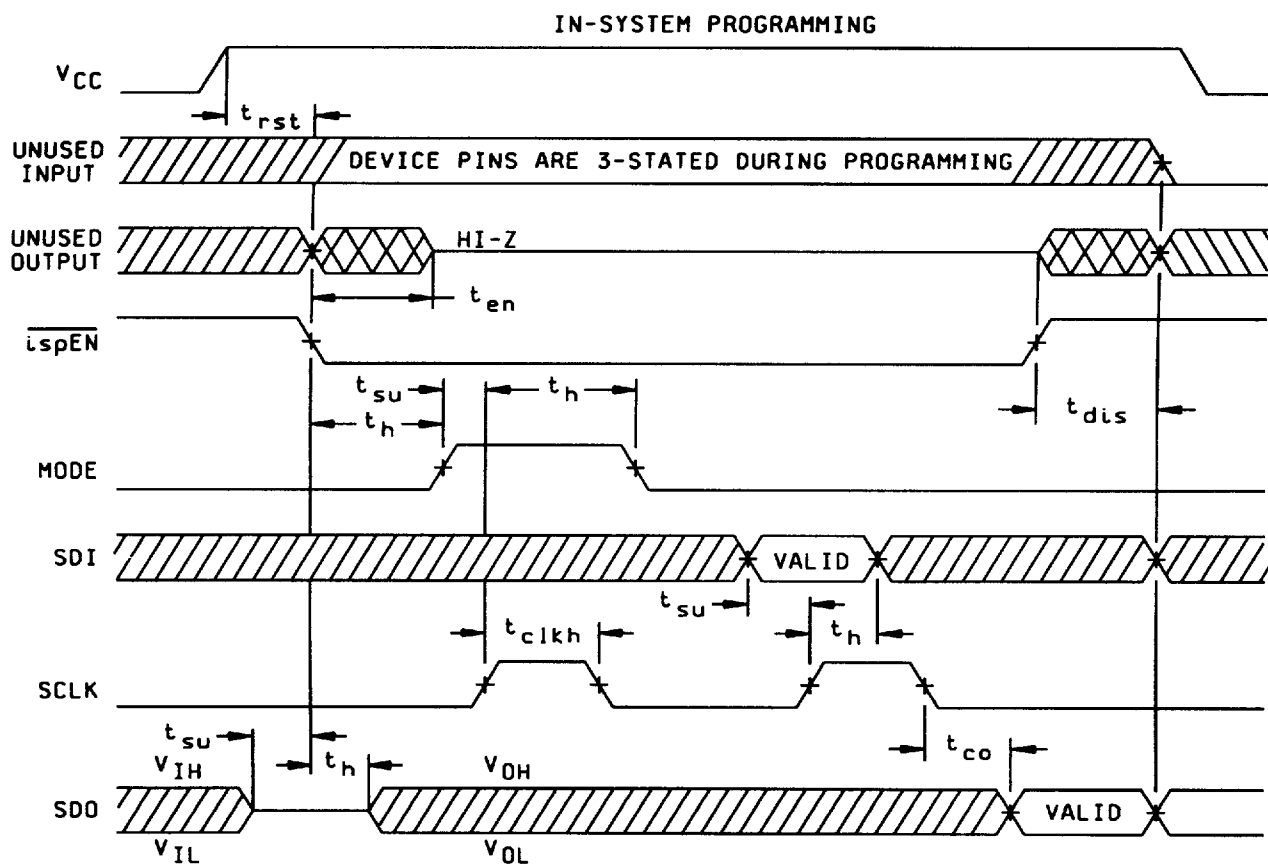 IN-SYSTEM PROGRAMMING
VCC
trst
UNUSED
INPUT
DEVICE PINS ARE 3-STATED DURING PROGRAMMING
UNUSED
OUTPUT
HI-Z
ten
ispEN
tsu
th
th
tdis
MODE
SDI
VALID
tsu
tclkh
th
SCLK
tsu
th
tco
VIH
VOH
SDO
VALID
VIL
VOL